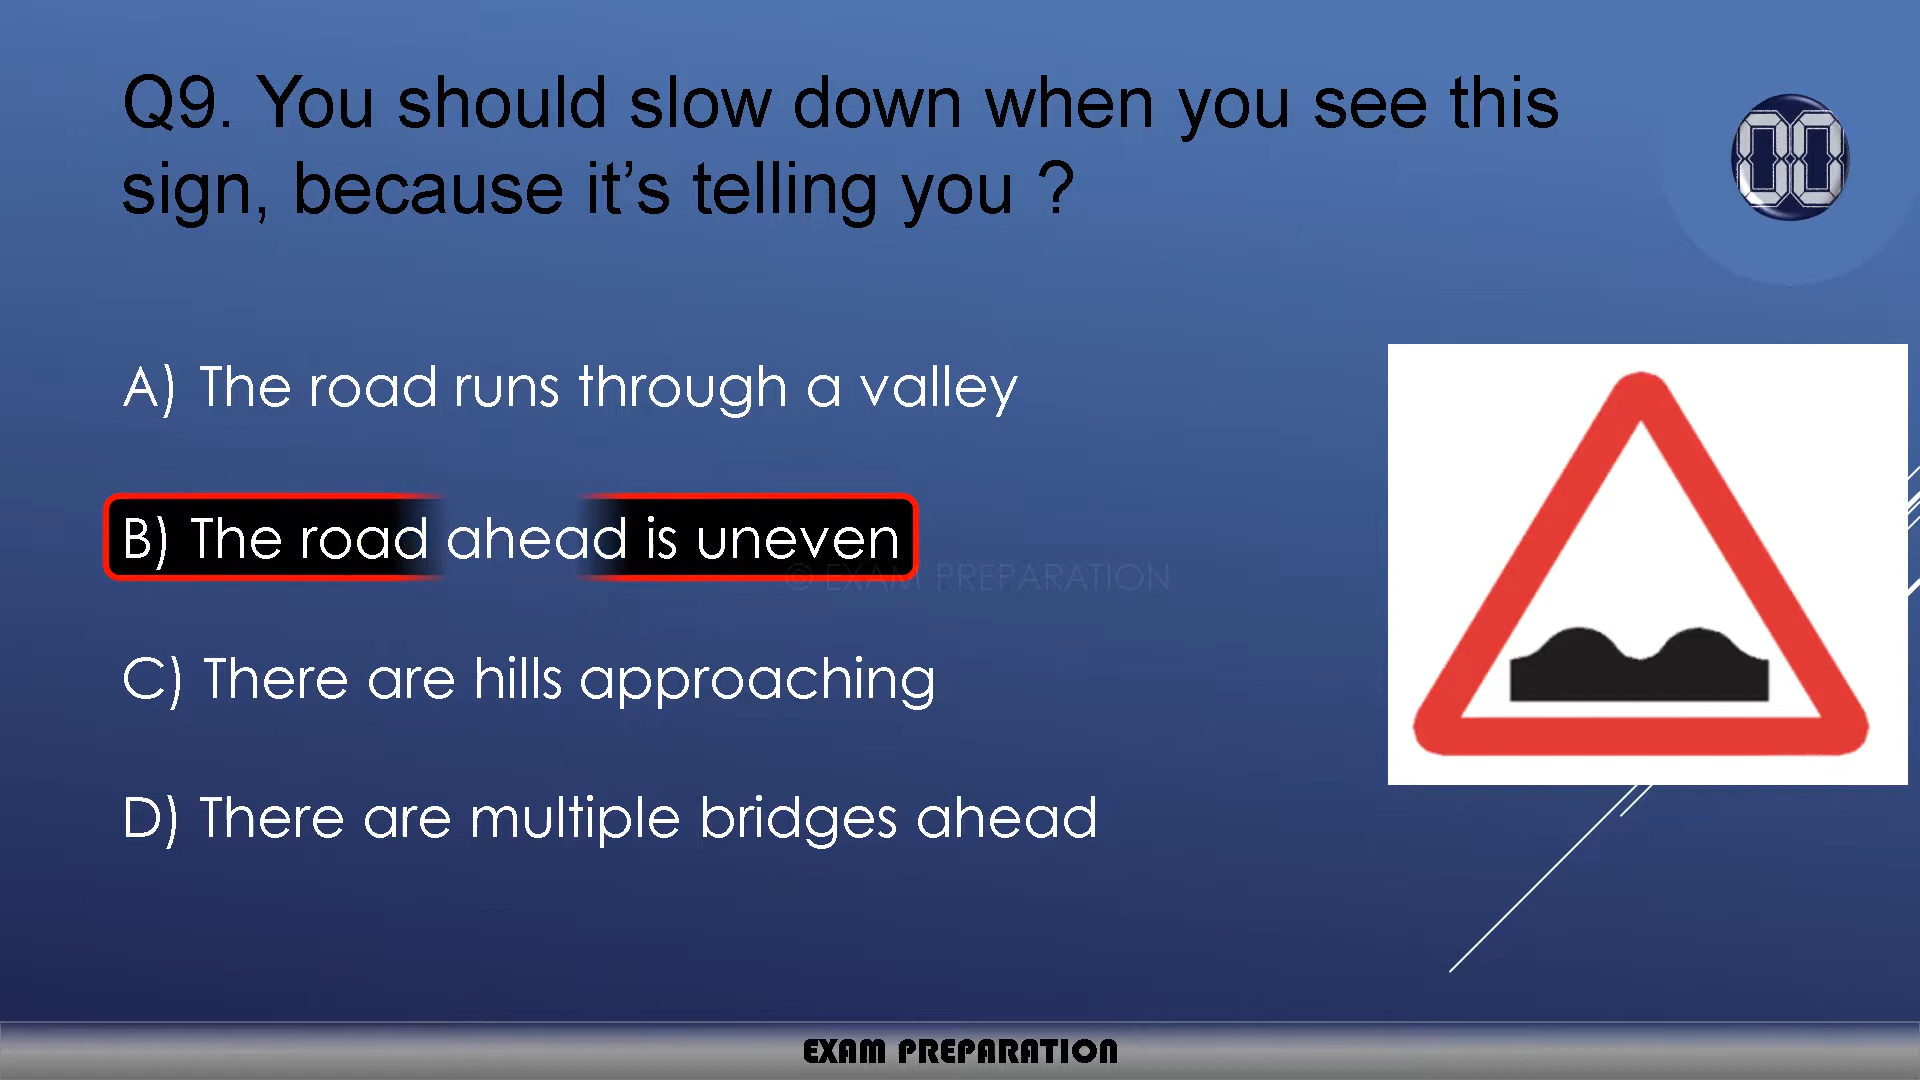 Q9. You should slow down when you see this
sign, because it’s telling you ?
00
A) The road runs through a valley
B) The road ahead is uneven
© EXAM PREPARATION
C) There are hills approaching
D) There are multiple bridges ahead
EXAM PREPARATION